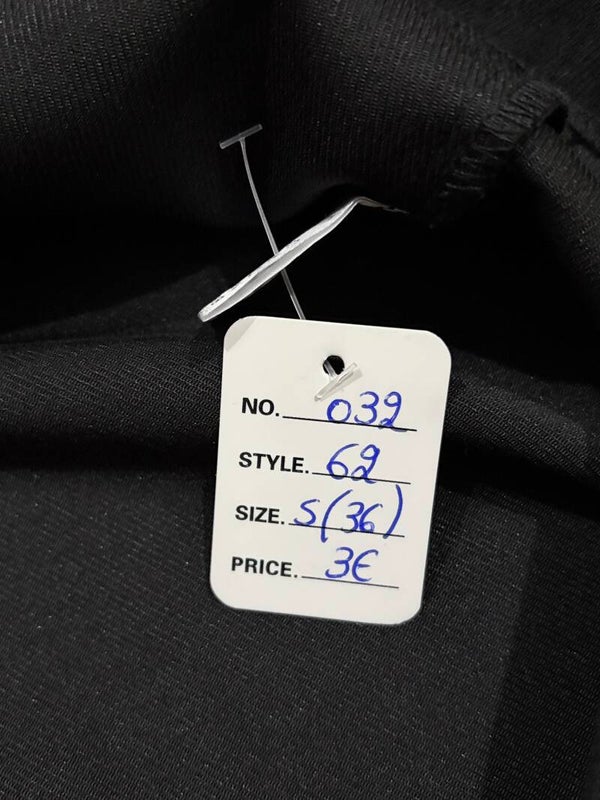 NO. 032
STYLE. 62
SIZE. S(36)
PRICE. 3€